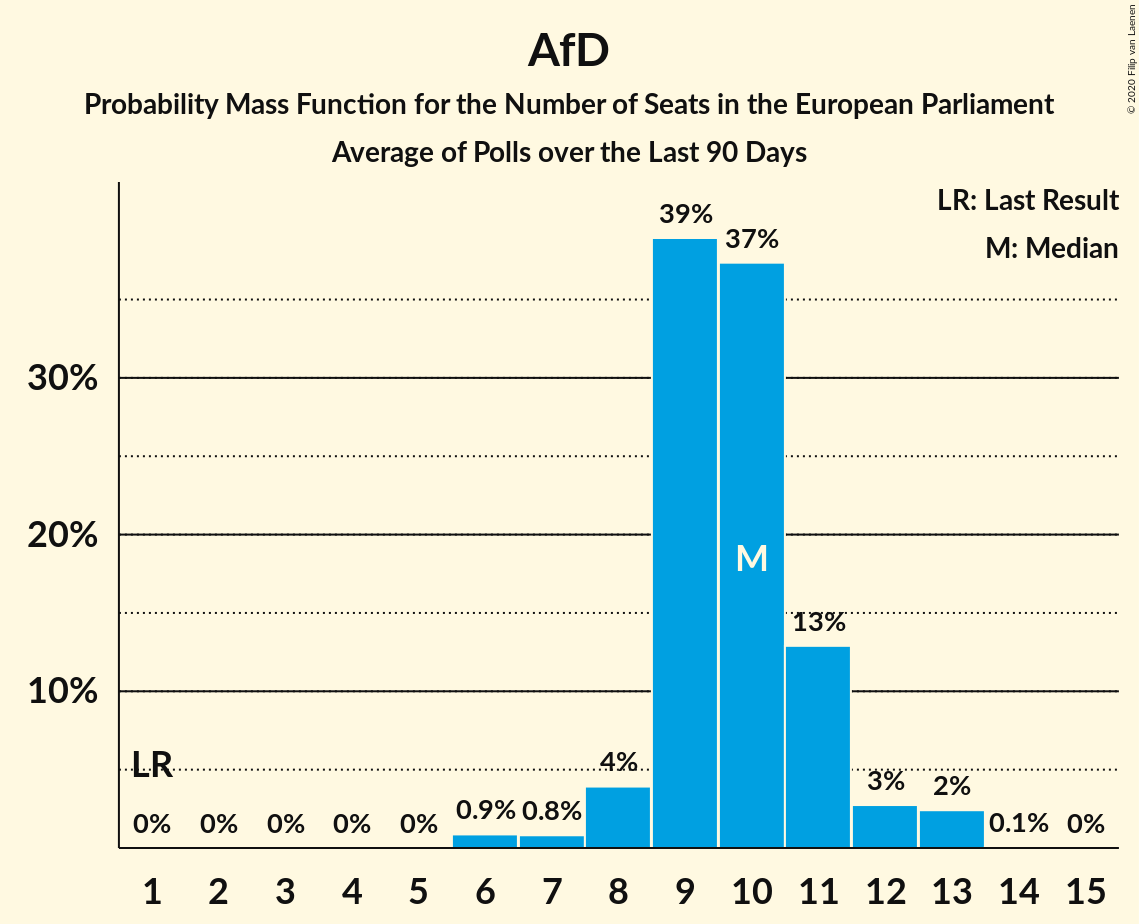 AfD
Probability Mass Function for the Number of Seats in the European Parliament
Average of Polls over the Last 90 Days
© 2020 Filip van Laenen
LR: Last Result
M: Median
39%
37%
30%
20%
M
13%
10%
LR
4%
3%
2%
0% 0% 0% 0% 0% 0.9% 0.8% 0.1% 0%
1 2 3 4 5 6 7 8 9 10 11 12 13 14 15